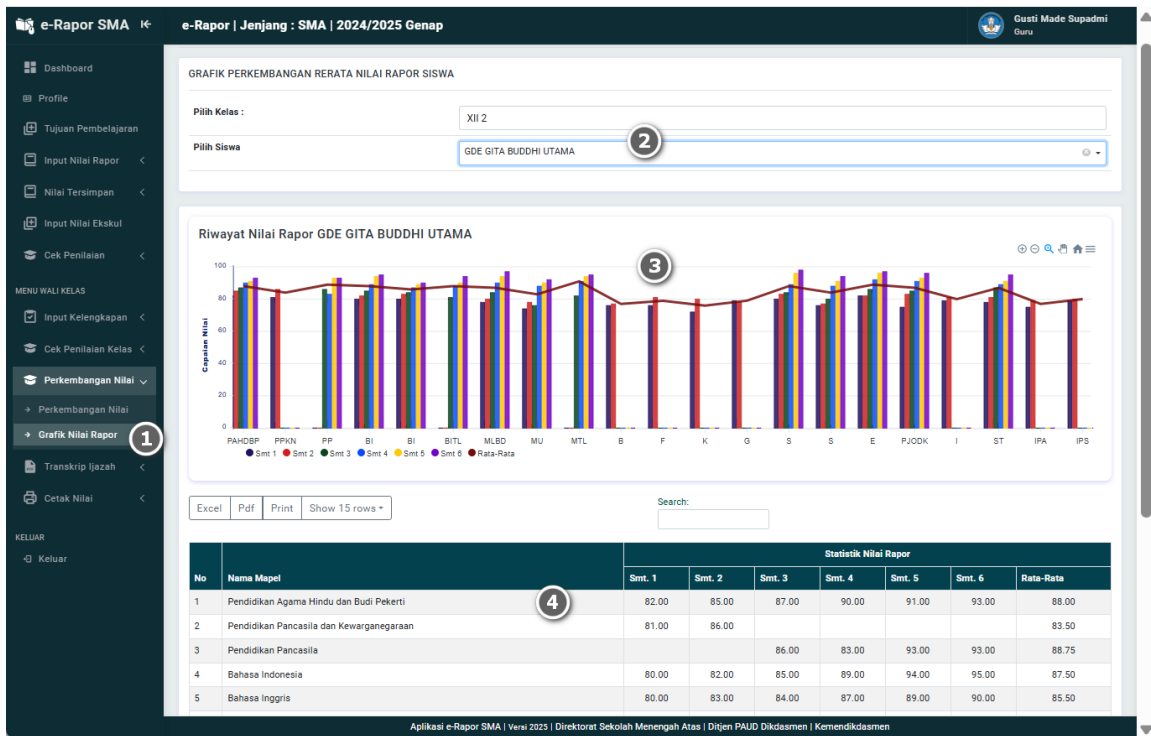 e-Rapor SMA
e-Rapor | Jenjang : SMA | 2024/2025 Genap
Gusti Made Supadmi
Guru
Dashboard
Profile
Tujuan Pembelajaran
Input Nilai Rapor
Nilai Tersimpan
Input Nilai Ekskul
Cek Penilaian
MENU WALI KELAS
Input Kelengkapan
Cek Penilaian Kelas
Perkembangan Nilai
Perkembangan Nilai
Grafik Nilai Rapor
1
Transkrip Ijazah
Cetak Nilai
KELUAR
Keluar
GRAFIK PERKEMBANGAN RERATA NILAI RAPOR SISWA
Pilih Kelas :
XII 2
2
Pilih Siswa
GDE GITA BUDDHI UTAMA
Riwayat Nilai Rapor GDE GITA BUDDHI UTAMA
3
100
80
60
40
20
0
Capaian Nilai
PAHDBP PPKN PP BI BI BITL MLBD MU MTL B F K G S S E PJODK I ST IPA IPS
Smt 1 Smt 2 Smt 3 Smt 4 Smt 5 Smt 6 Rata-Rata
Excel Pdf Print Show 15 rows
Search:
Statistik Nilai Rapor
No Nama Mapel Smt. 1 Smt. 2 Smt. 3 Smt. 4 Smt. 5 Smt. 6 Rata-Rata
1 Pendidikan Agama Hindu dan Budi Pekerti 4 82.00 85.00 87.00 90.00 91.00 93.00 88.00
2 Pendidikan Pancasila dan Kewarganegaraan 81.00 86.00 83.50
3 Pendidikan Pancasila 86.00 83.00 93.00 93.00 88.75
4 Bahasa Indonesia 80.00 82.00 85.00 89.00 94.00 95.00 87.50
5 Bahasa Inggris 80.00 83.00 84.00 87.00 89.00 90.00 85.50
Aplikasi e-Rapor SMA | Versi 2025 | Direktorat Sekolah Menengah Atas | Ditjen PAUD Dikdasmen | Kemendikdasmen